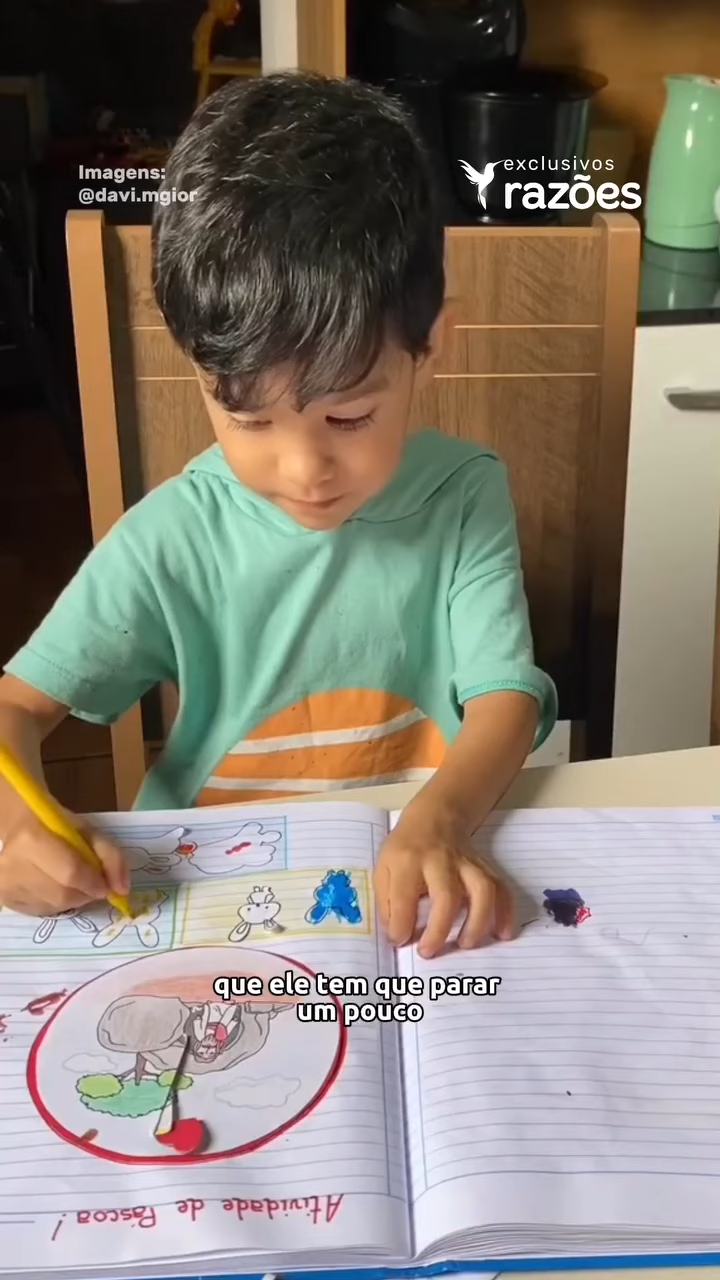 Imagens:
@davi.mgior
exclusivos
razões
que ele tem que parar
um pouco
Atividade de Páscoa!